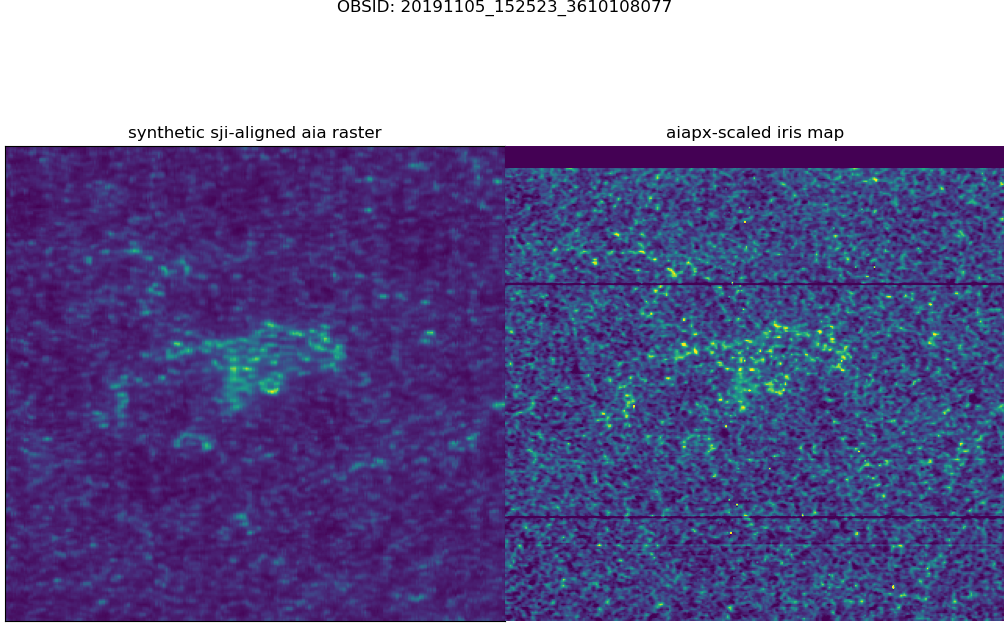 OBSID: 20191105_152523_3610108077
synthetic sji-aligned aia raster
aiapx-scaled iris map